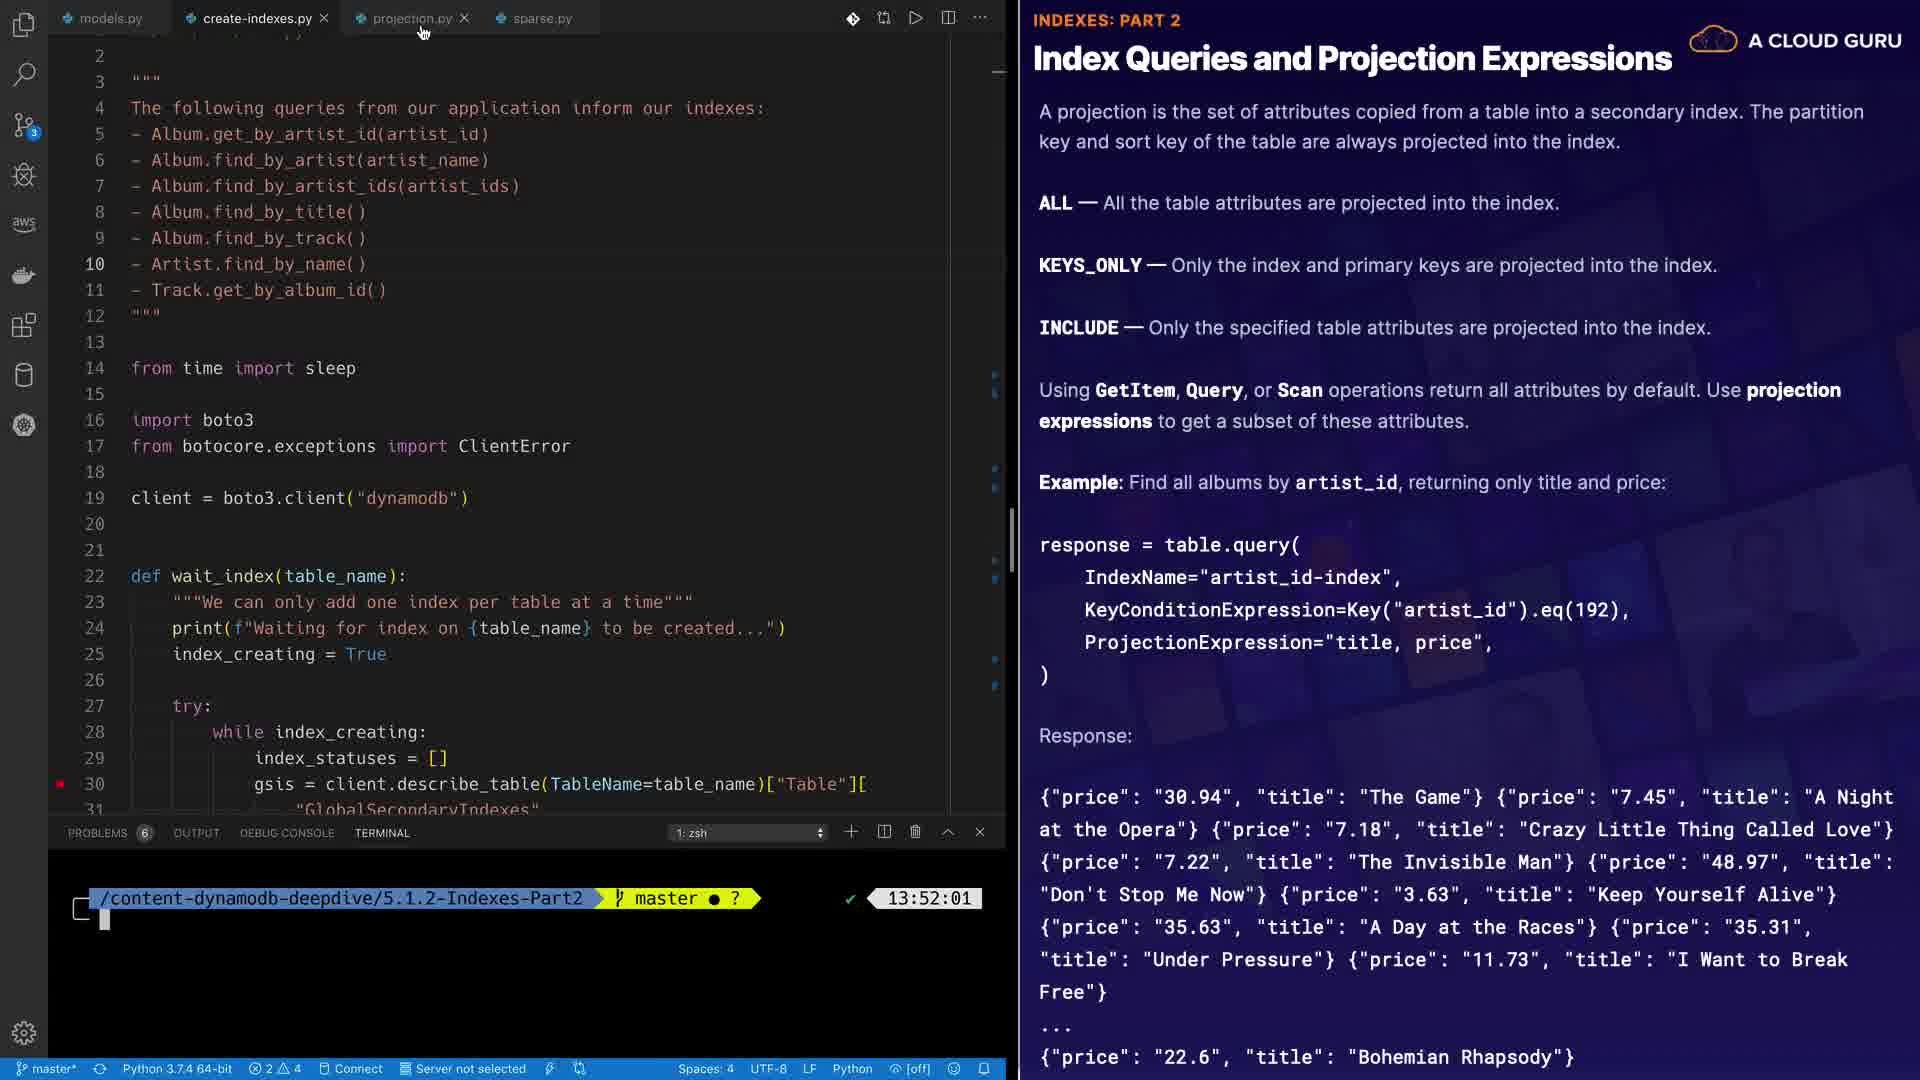 models.py
create-indexes.py
projection.py
sparse.py
2
3 """
4 The following queries from our application inform our indexes:
5 - Album.get_by_artist_id(artist_id)
6 - Album.find_by_artist(artist_name)
7 - Album.find_by_artist_ids(artist_ids)
8 - Album.find_by_title()
9 - Album.find_by_track()
10 - Artist.find_by_name()
11 - Track.get_by_album_id()
12 """
13
14 from time import sleep
15
16 import boto3
17 from botocore.exceptions import ClientError
18
19 client = boto3.client("dynamodb")
20
21
22 def wait_index(table_name):
23 """We can only add one index per table at a time"""
24 print(f"Waiting for index on {table_name} to be created...")
25 index_creating = True
26
27 try:
28 while index_creating:
29 index_statuses = []
30 gsis = client.describe_table(TableName=table_name)["Table"][
31 "GlobalSecondaryIndexes"
3
aws
PROBLEMS 6 OUTPUT DEBUG CONSOLE TERMINAL 1: zsh
/content-dynamodb-deepdive/5.1.2-Indexes-Part2 master ● ? ✔ 13:52:01
master* Python 3.7.4 64-bit 2 4 Connect Server not selected Spaces: 4 UTF-8 LF Python [off]
INDEXES: PART 2
Index Queries and Projection Expressions
A CLOUD GURU
A projection is the set of attributes copied from a table into a secondary index. The partition
key and sort key of the table are always projected into the index.
ALL — All the table attributes are projected into the index.
KEYS_ONLY — Only the index and primary keys are projected into the index.
INCLUDE — Only the specified table attributes are projected into the index.
Using GetItem, Query, or Scan operations return all attributes by default. Use projection
expressions to get a subset of these attributes.
Example: Find all albums by artist_id, returning only title and price:
response = table.query(
IndexName="artist_id-index",
KeyConditionExpression=Key("artist_id").eq(192),
ProjectionExpression="title, price",
)
Response:
{"price": "30.94", "title": "The Game"} {"price": "7.45", "title": "A Night
at the Opera"} {"price": "7.18", "title": "Crazy Little Thing Called Love"}
{"price": "7.22", "title": "The Invisible Man"} {"price": "48.97", "title":
"Don't Stop Me Now"} {"price": "3.63", "title": "Keep Yourself Alive"}
{"price": "35.63", "title": "A Day at the Races"} {"price": "35.31",
"title": "Under Pressure"} {"price": "11.73", "title": "I Want to Break
Free"}
...
{"price": "22.6", "title": "Bohemian Rhapsody"}